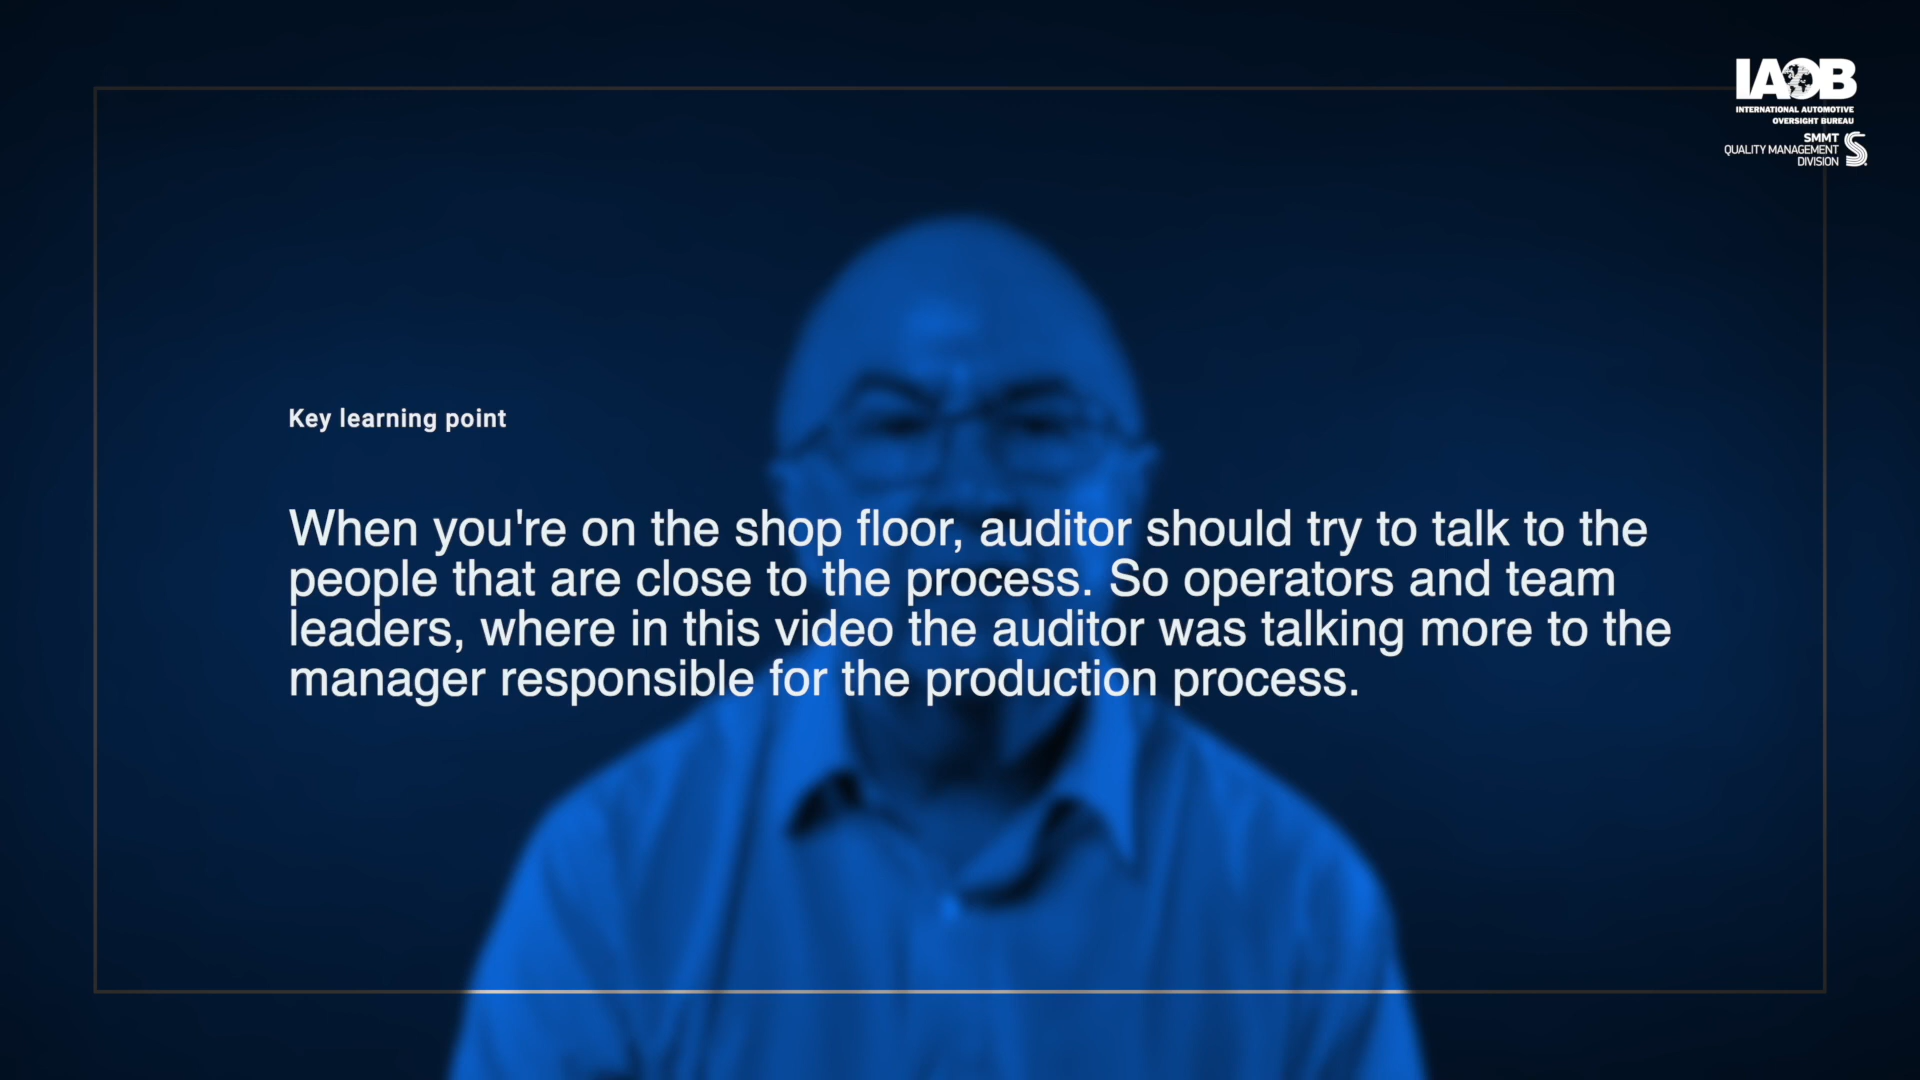 IAOB
INTERNATIONAL AUTOMOTIVE
OVERSIGHT BUREAU
SMMT
QUALITY MANAGEMENT
DIVISION
Key learning point
When you're on the shop floor, auditor should try to talk to the
people that are close to the process. So operators and team
leaders, where in this video the auditor was talking more to the
manager responsible for the production process.